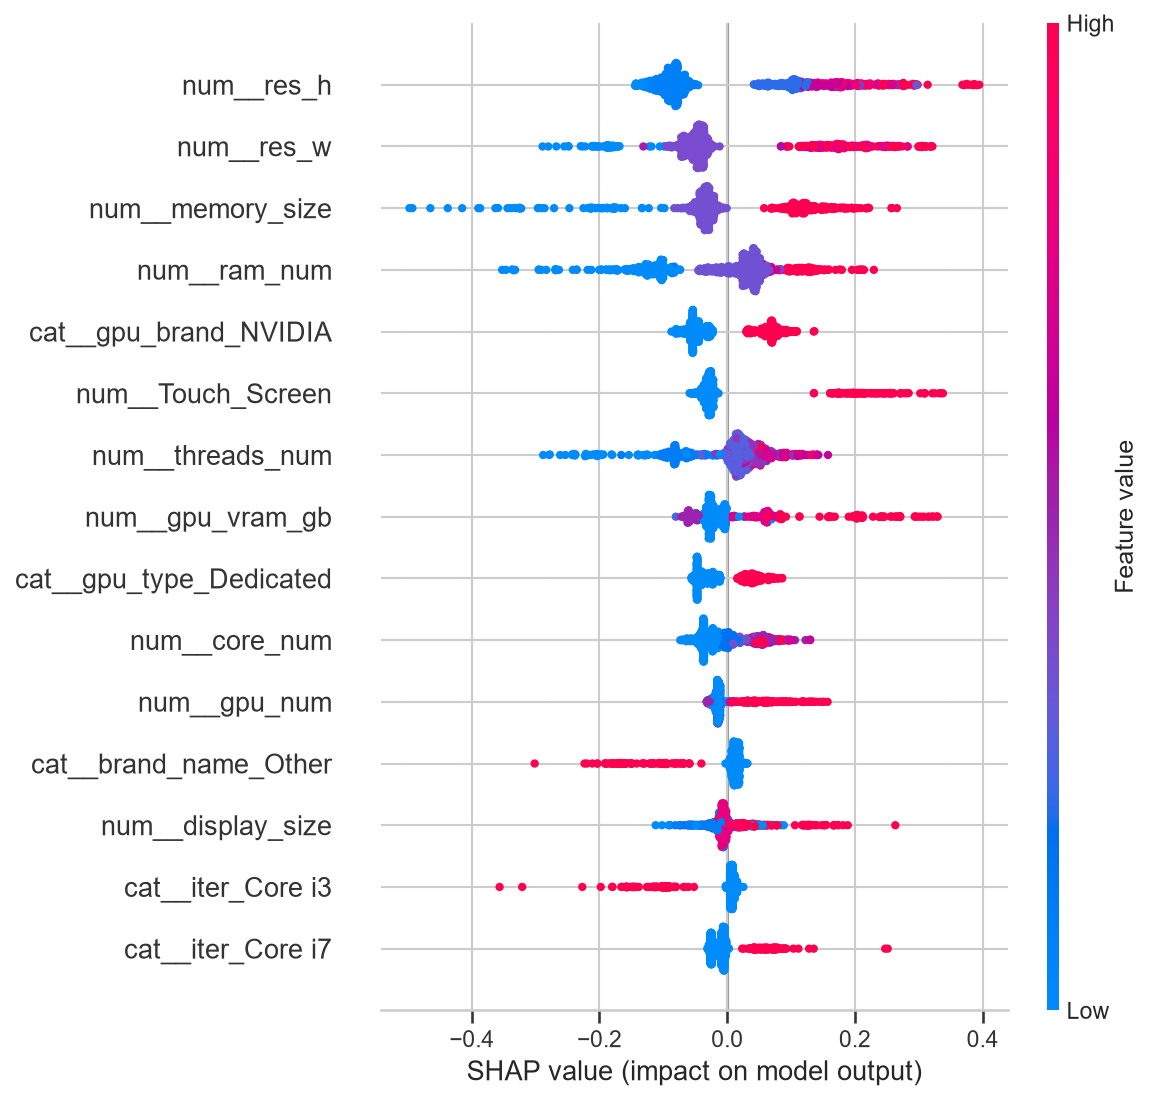 High
num__res_h
num__res_w
num__memory_size
num__ram_num
cat__gpu_brand_NVIDIA
num__Touch_Screen
num__threads_num
num__gpu_vram_gb
cat__gpu_type_Dedicated
num__core_num
num__gpu_num
cat__brand_name_Other
num__display_size
cat__iter_Core i3
cat__iter_Core i7
Feature value
Low
−0.4 −0.2 0.0 0.2 0.4
SHAP value (impact on model output)